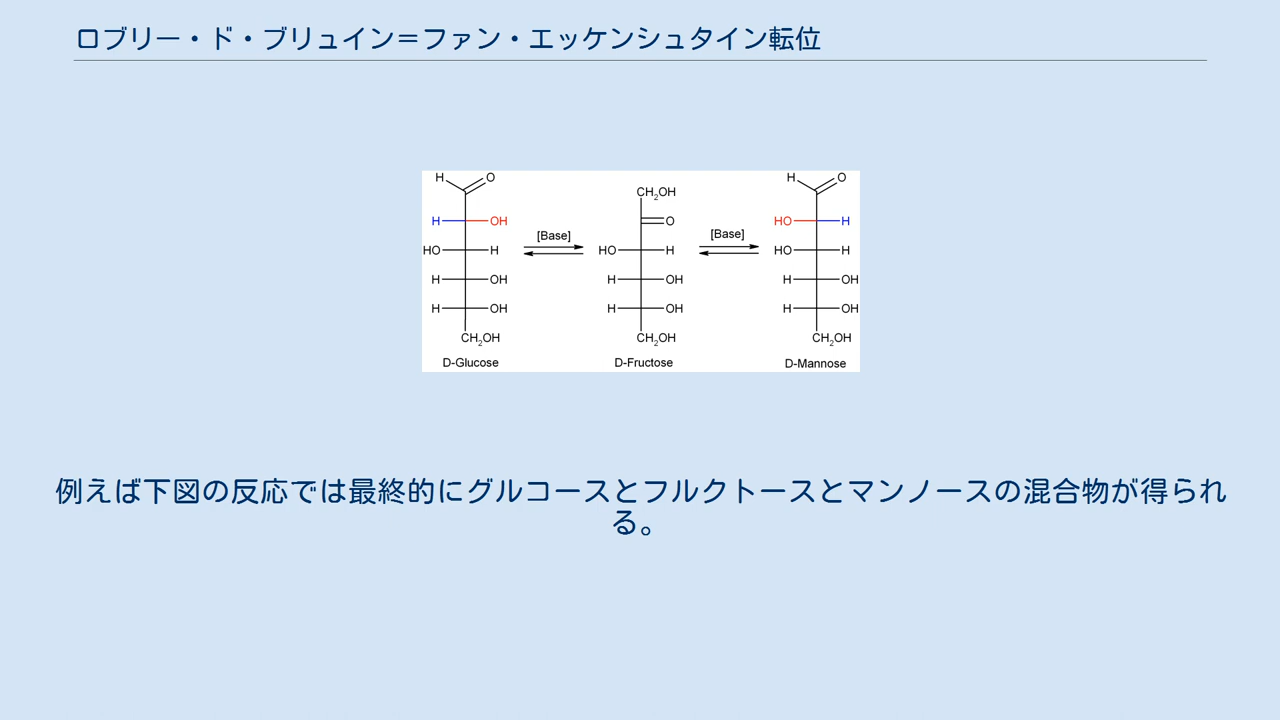 ロブリー・ド・ブリュイン＝ファン・エッケンシュタイン転位
H O H O
CH2OH
H OH O HO H
[Base] [Base]
HO H HO H HO H
H OH H OH H OH
H OH H OH H OH
CH2OH CH2OH CH2OH
D-Glucose D-Fructose D-Mannose
例えば下図の反応では最終的にグルコースとフルクトースとマンノースの混合物が得られ
る。